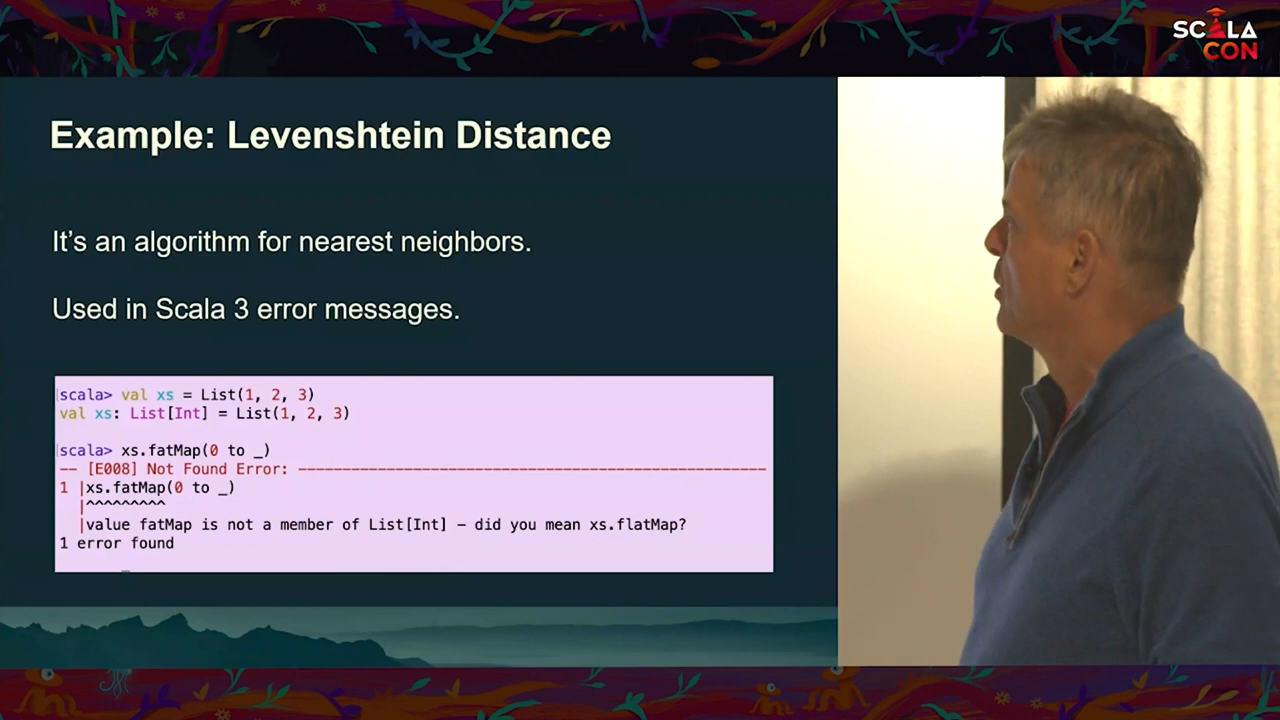 SCALA
CON
Example: Levenshtein Distance
It's an algorithm for nearest neighbors.
Used in Scala 3 error messages.
scala> val xs = List(1, 2, 3)
val xs: List[Int] = List(1, 2, 3)
scala> xs.fatMap(0 to _)
-- [E008] Not Found Error: -----------------------------------------------------
1 |xs.fatMap(0 to _)
|^^^^^^^^^
|value fatMap is not a member of List[Int] - did you mean xs.flatMap?
1 error found